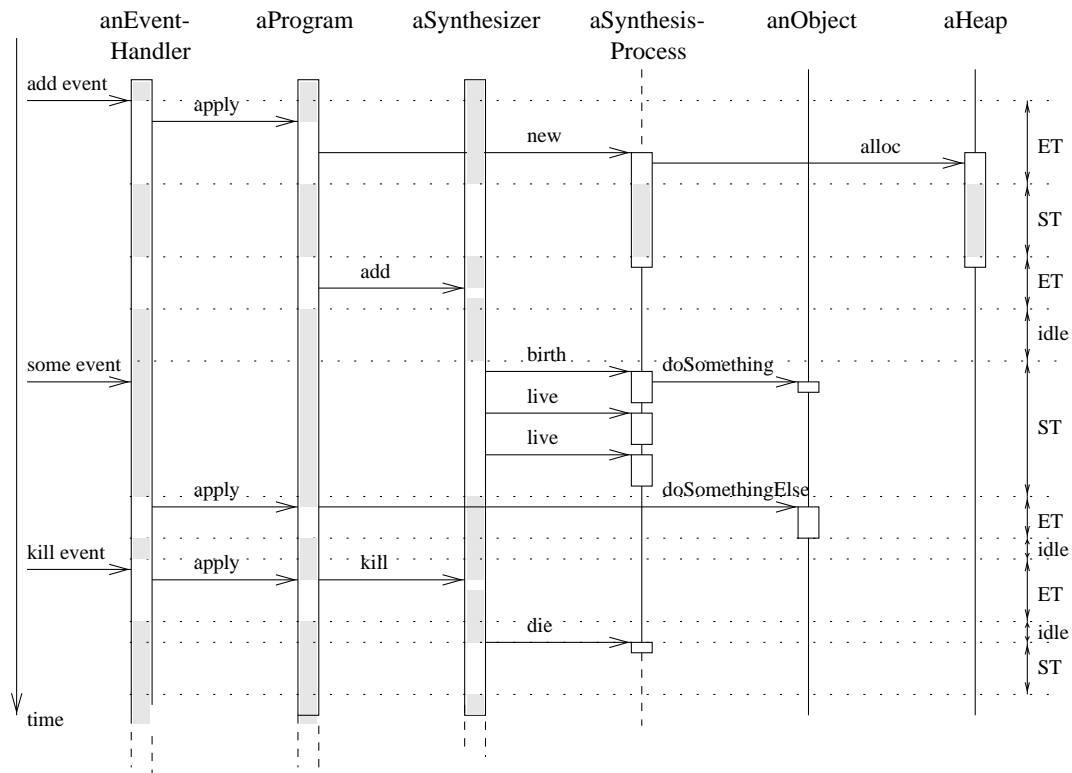 anEvent-
Handler
aProgram
aSynthesizer
aSynthesis-
Process
anObject
aHeap
add event
apply
new
alloc
ET
ST
add
ET
idle
birth
some event
doSomething
live
ST
live
apply
doSomethingElse
ET
kill event
idle
apply
kill
ET
die
idle
ST
time